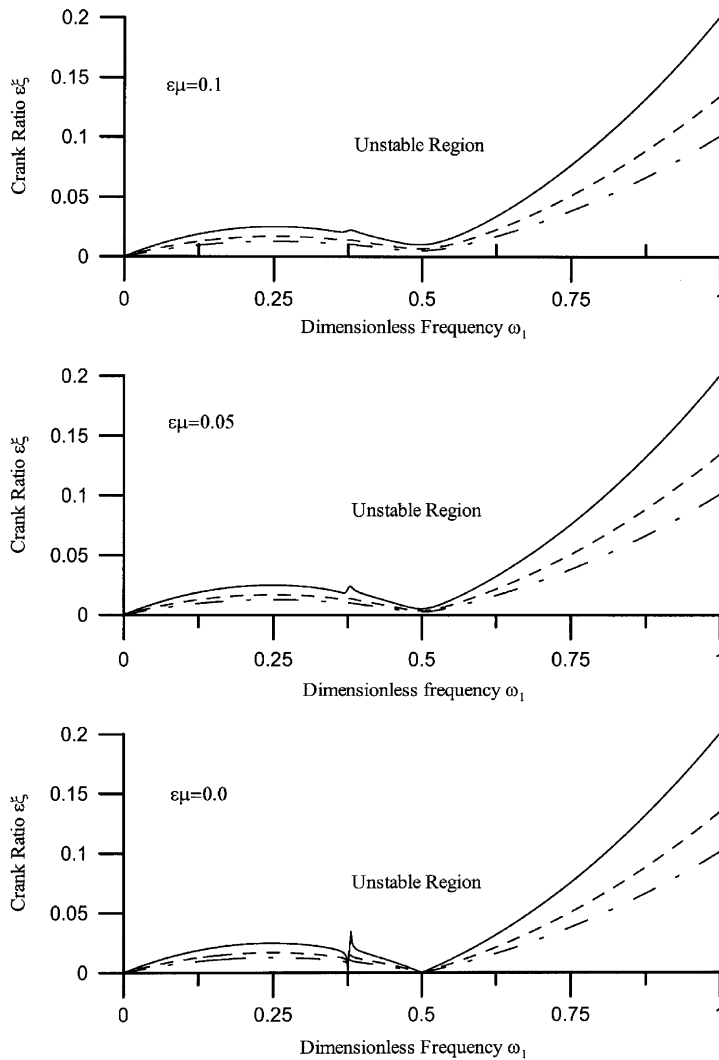 0.2
0.15
0.1
0.05
0
Crank Ratio εξ
εμ=0.1
Unstable Region
0
0.25
0.5
0.75
1
Dimensionless Frequency ω₁
0.2
0.15
0.1
0.05
0
Crank Ratio εξ
εμ=0.05
Unstable Region
0
0.25
0.5
0.75
1
Dimensionless frequency ω₁
0.2
0.15
0.1
0.05
0
Crank Ratio εξ
εμ=0.0
Unstable Region
0
0.25
0.5
0.75
1
Dimensionless Frequency ω₁